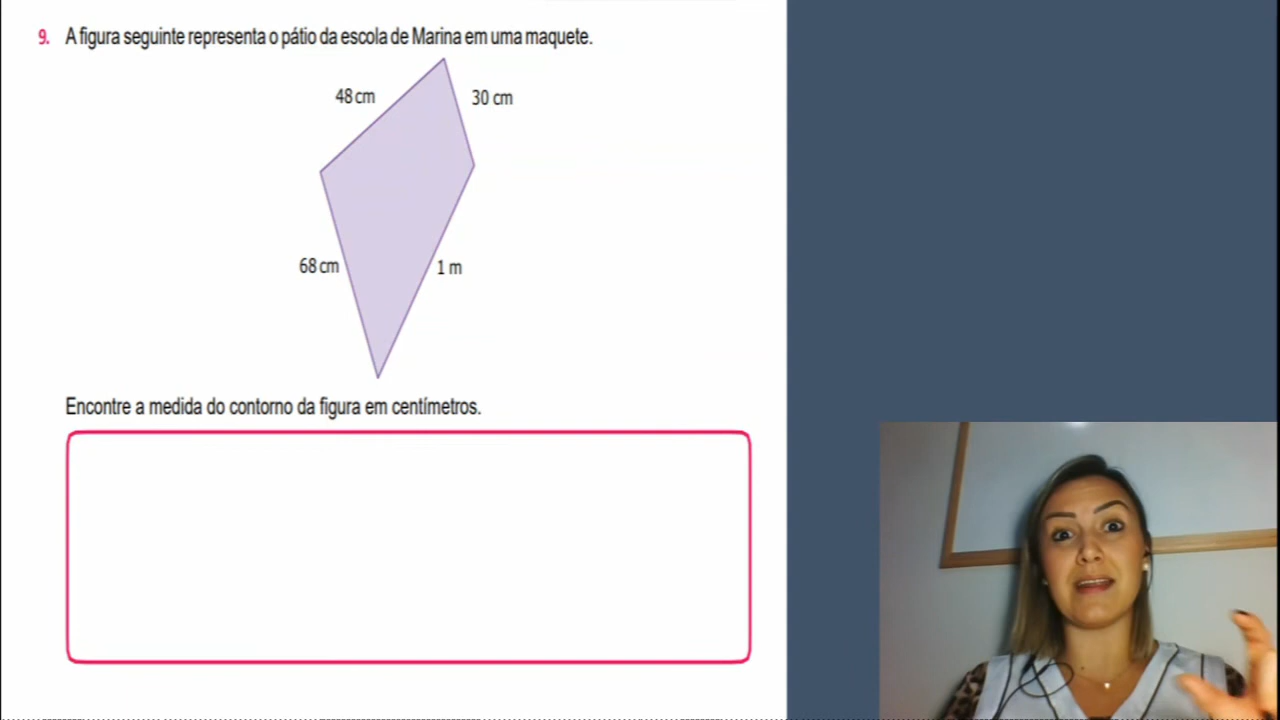 9. A figura seguinte representa o pátio da escola de Marina em uma maquete.
48 cm
30 cm
68 cm
1 m
Encontre a medida do contorno da figura em centímetros.